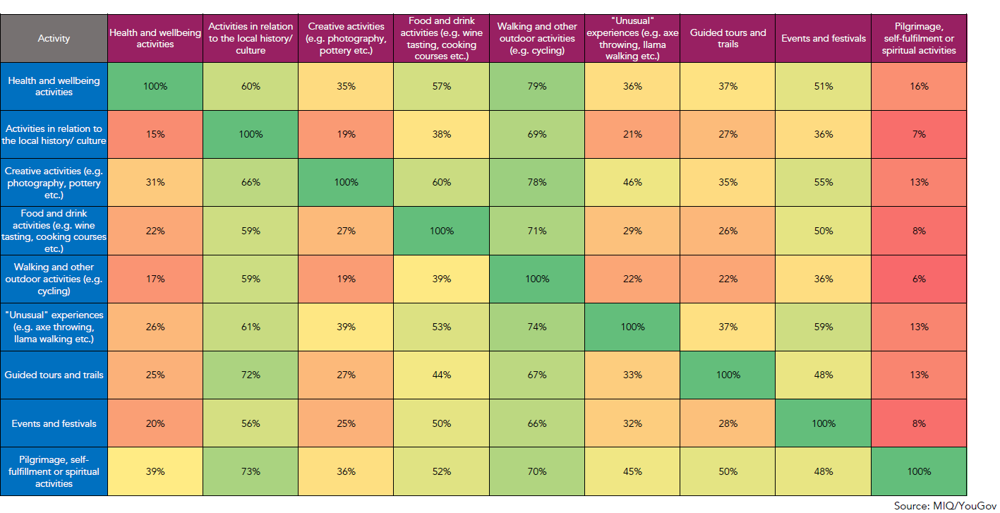 Activity
Health and wellbeing
activities
Activities in relation
to the local history/
culture
Creative activities
(e.g. photography,
pottery etc.)
Food and drink
activities (e.g. wine
tasting, cooking
courses etc.)
Walking and other
outdoor activities
(e.g. cycling)
"Unusual"
experiences (e.g. axe
throwing, llama
walking etc.)
Guided tours and
trails
Events and festivals
Pilgrimage,
self-fulfilment or
spiritual activities
Health and wellbeing
activities
100%
60%
35%
57%
79%
36%
37%
51%
16%
Activities in relation to
the local history/ culture
15%
100%
19%
38%
69%
21%
27%
36%
7%
Creative activities (e.g.
photography, pottery
etc.)
31%
66%
100%
60%
78%
46%
35%
55%
13%
Food and drink
activities (e.g. wine
tasting, cooking courses
etc.)
22%
59%
27%
100%
71%
29%
26%
50%
8%
Walking and other
outdoor activities (e.g.
cycling)
17%
59%
19%
39%
100%
22%
22%
36%
6%
"Unusual" experiences
(e.g. axe throwing,
llama walking etc.)
26%
61%
39%
53%
74%
100%
37%
59%
13%
Guided tours and trails
25%
72%
27%
44%
67%
33%
100%
48%
13%
Events and festivals
20%
56%
25%
50%
66%
32%
28%
100%
8%
Pilgrimage, self-
fulfillment or spiritual
activities
39%
73%
36%
52%
70%
45%
50%
48%
100%
Source: MIQ/YouGov